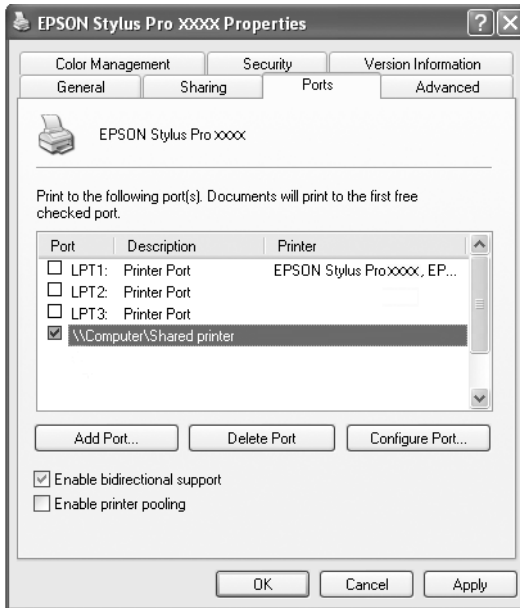 EPSON Stylus Pro XXXX Properties
Color Management Security Version Information
General Sharing Ports Advanced
EPSON Stylus Pro xxxx
Print to the following port(s). Documents will print to the first free
checked port.
Port Description Printer
LPT1: Printer Port EPSON Stylus Proxxxx, EP...
LPT2: Printer Port
LPT3: Printer Port
\\Computer\Shared printer
Add Port... Delete Port Configure Port...
Enable bidirectional support
Enable printer pooling
OK Cancel Apply